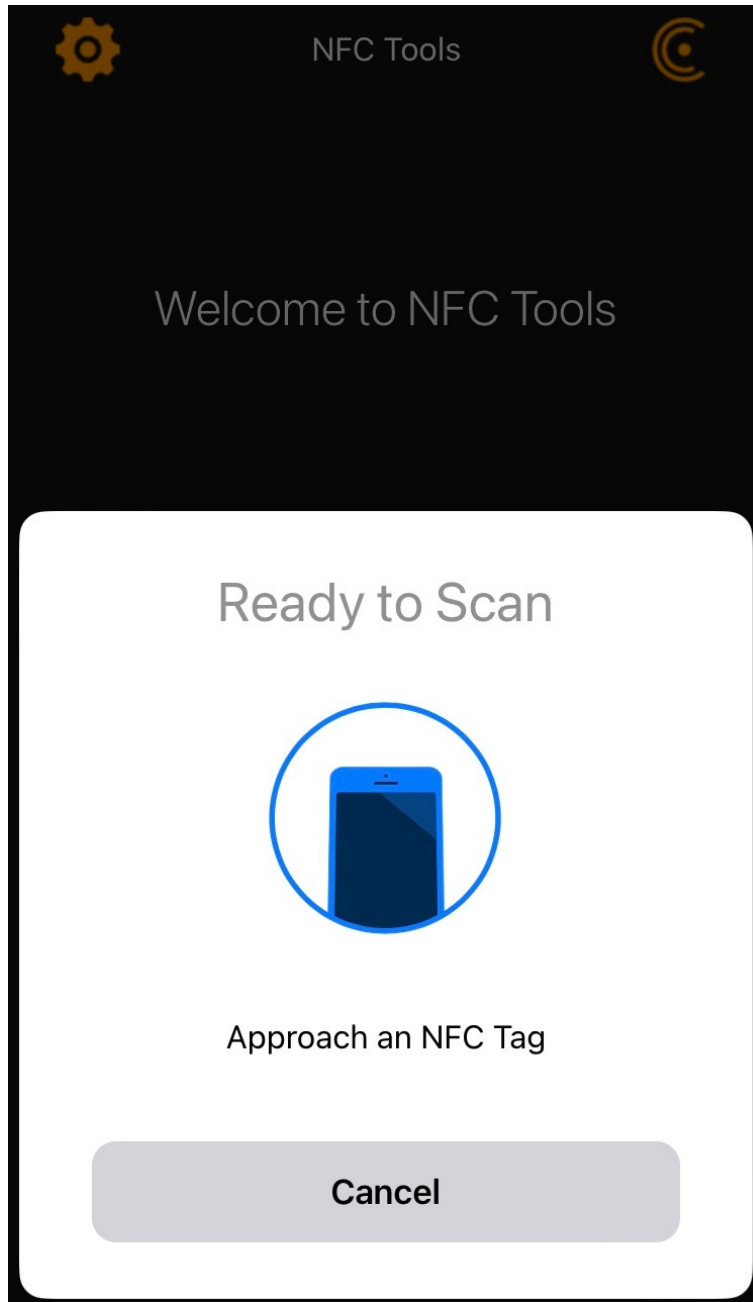 NFC Tools
Welcome to NFC Tools
Ready to Scan
Approach an NFC Tag
Cancel